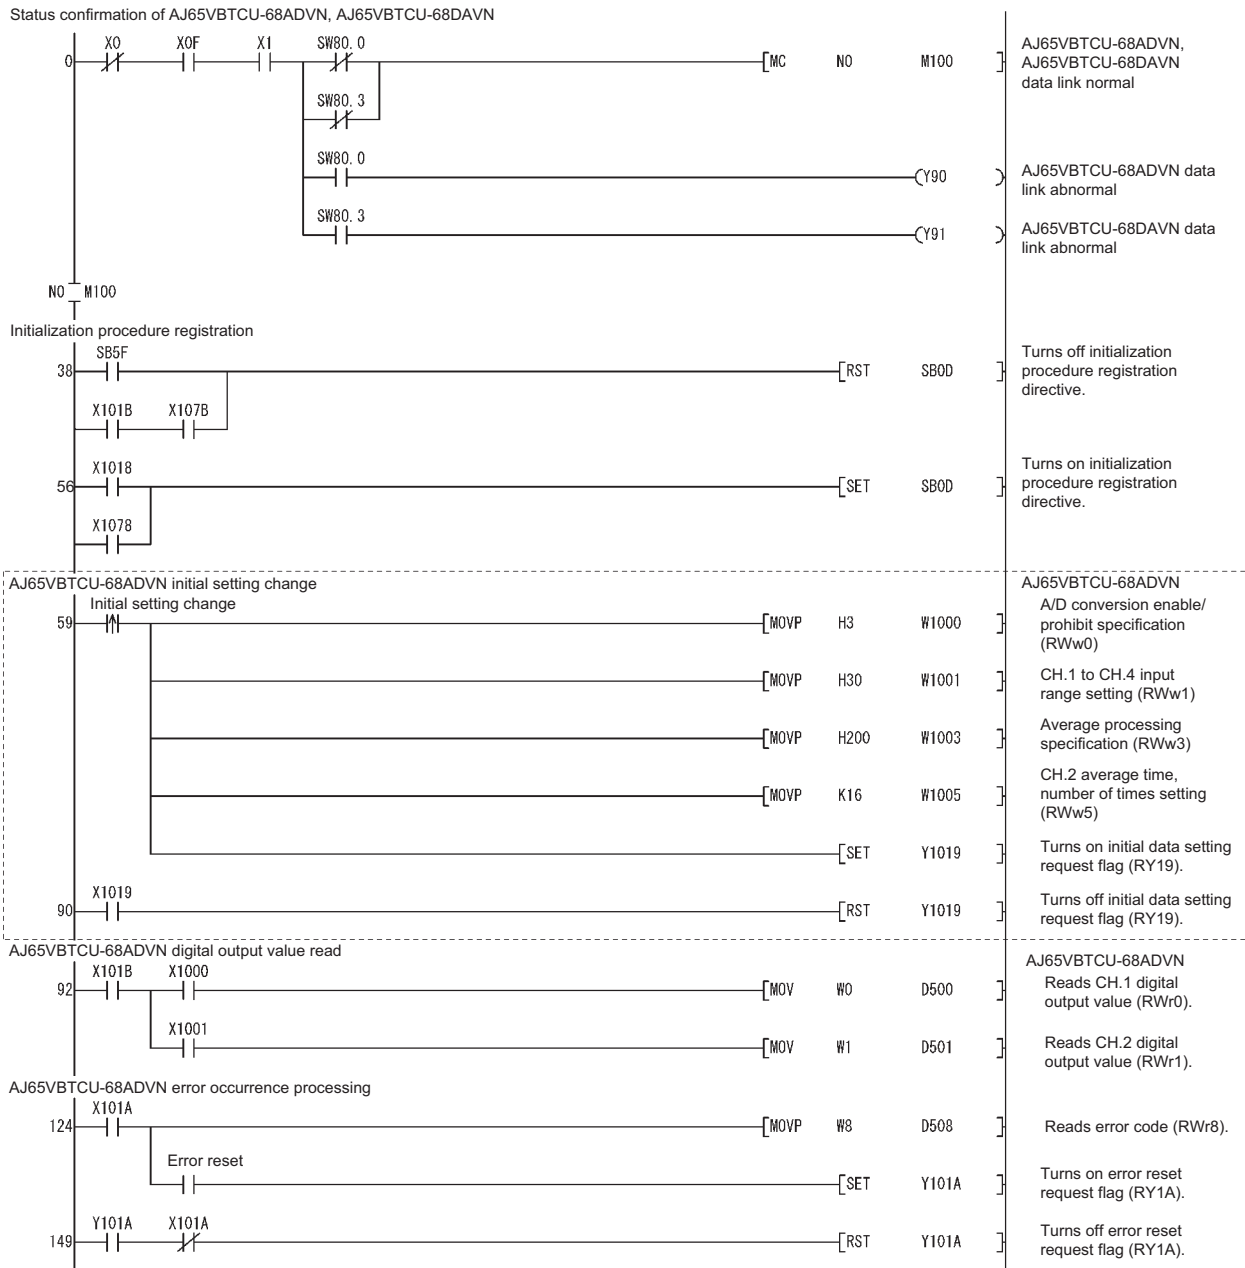 Status confirmation of AJ65VBTCU-68ADVN, AJ65VBTCU-68DAVN
X0 X0F X1 SW80.0
0 MC N0 M100
AJ65VBTCU-68ADVN,
AJ65VBTCU-68DAVN
data link normal
SW80.3
SW80.0
Y90
AJ65VBTCU-68ADVN data
link abnormal
SW80.3
Y91
AJ65VBTCU-68DAVN data
link abnormal
N0 M100
Initialization procedure registration
SB5F
38 RST SB0D
Turns off initialization
procedure registration
directive.
X101B X107B
X1018
56 SET SB0D
Turns on initialization
procedure registration
directive.
X1078
AJ65VBTCU-68ADVN initial setting change
AJ65VBTCU-68ADVN
Initial setting change
59 MOVP H3 W1000
A/D conversion enable/
prohibit specification
(RWw0)
MOVP H30 W1001
CH.1 to CH.4 input
range setting (RWw1)
MOVP H200 W1003
Average processing
specification (RWw3)
MOVP K16 W1005
CH.2 average time,
number of times setting
(RWw5)
SET Y1019
Turns on initial data setting
request flag (RY19).
X1019
90 RST Y1019
Turns off initial data setting
request flag (RY19).
AJ65VBTCU-68ADVN digital output value read
AJ65VBTCU-68ADVN
X101B X1000
92 MOV W0 D500
Reads CH.1 digital
output value (RWr0).
X1001
MOV W1 D501
Reads CH.2 digital
output value (RWr1).
AJ65VBTCU-68ADVN error occurrence processing
X101A
124 MOVP W8 D508
Reads error code (RWr8).
Error reset
SET Y101A
Turns on error reset
request flag (RY1A).
Y101A X101A
149 RST Y101A
Turns off error reset
request flag (RY1A).